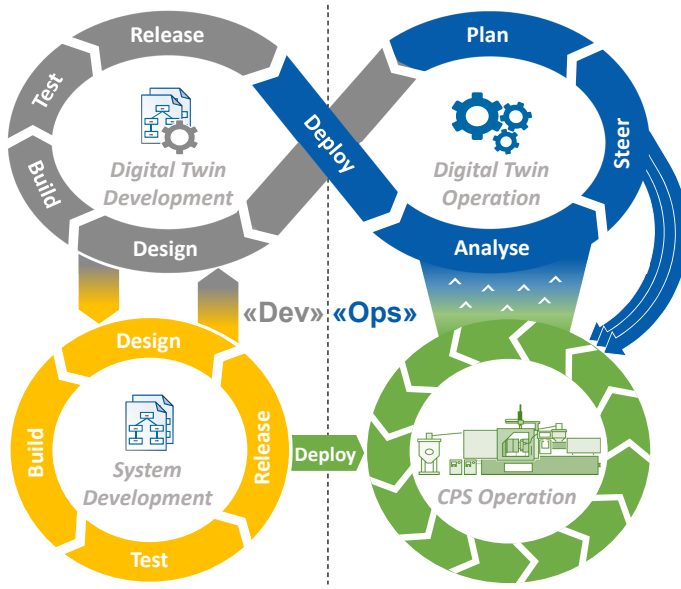 Release
Test
Build
Design
Digital Twin
Development
Deploy
Plan
Steer
Analyse
Digital Twin
Operation
«Dev» «Ops»
Design
Build
Release
Test
System
Development
Deploy
CPS Operation